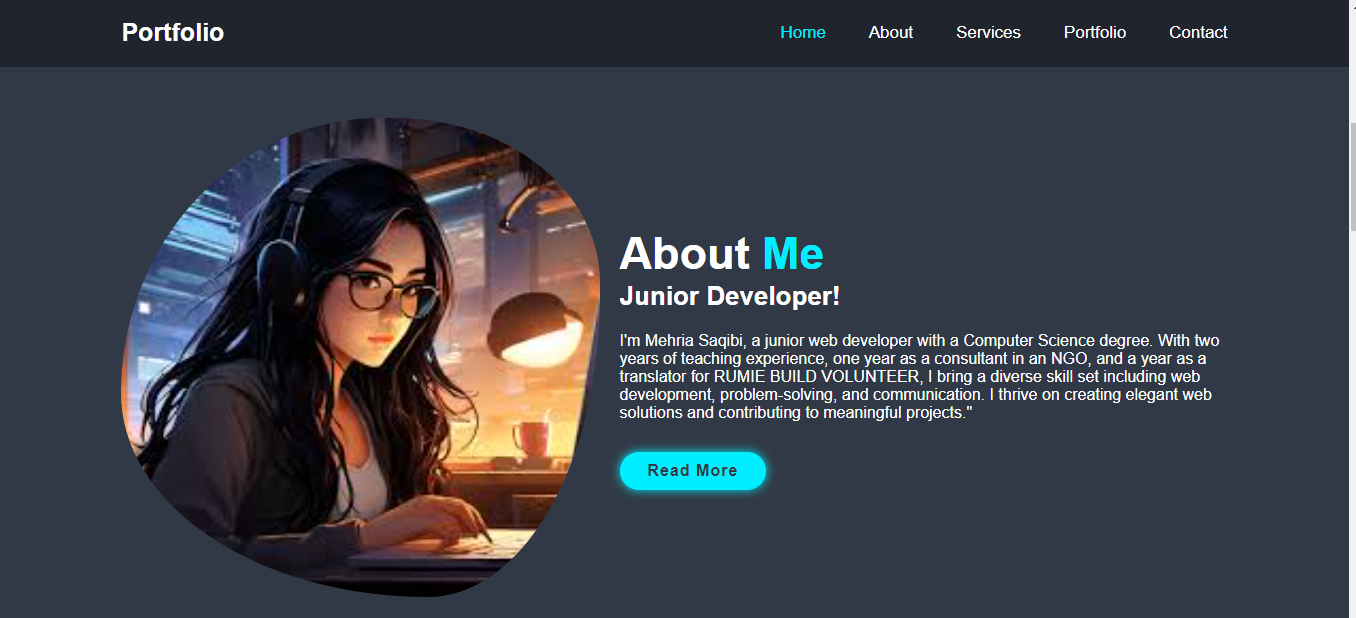 Portfolio
Home About Services Portfolio Contact
About Me
Junior Developer!
I'm Mehria Saqibi, a junior web developer with a Computer Science degree. With two
years of teaching experience, one year as a consultant in an NGO, and a year as a
translator for RUMIE BUILD VOLUNTEER, I bring a diverse skill set including web
development, problem-solving, and communication. I thrive on creating elegant web
solutions and contributing to meaningful projects."
Read More